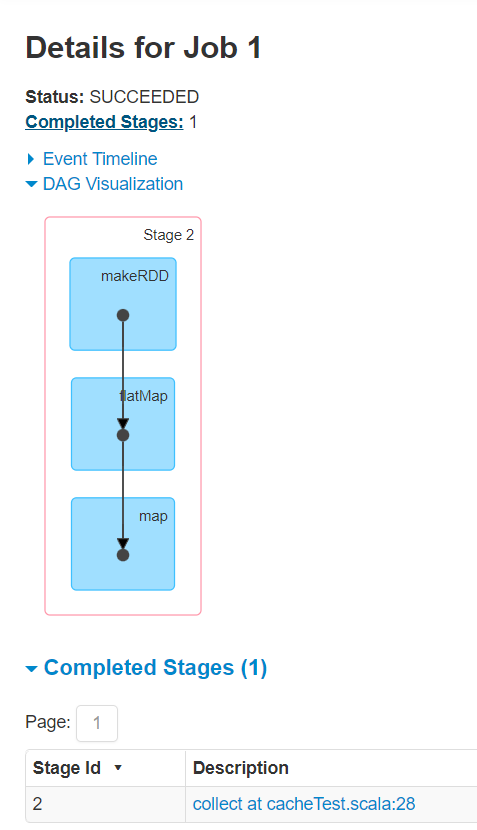 Details for Job 1
Status: SUCCEEDED
Completed Stages: 1
Event Timeline
DAG Visualization
Stage 2
makeRDD
flatMap
map
Completed Stages (1)
Page: 1
Stage Id Description
2 collect at cacheTest.scala:28